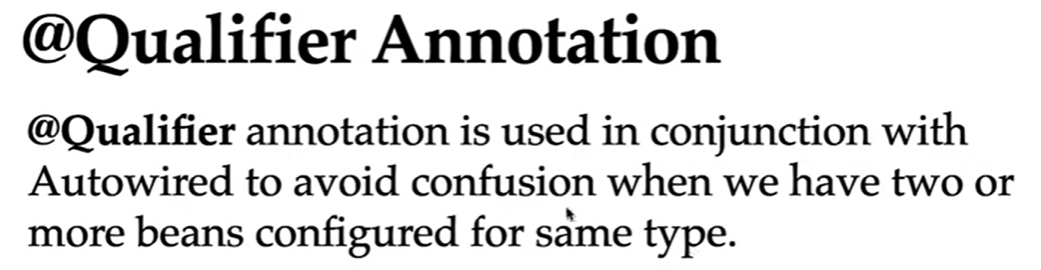 @Qualifier Annotation
@Qualifier annotation is used in conjunction with
Autowired to avoid confusion when we have two or
more beans configured for same type.